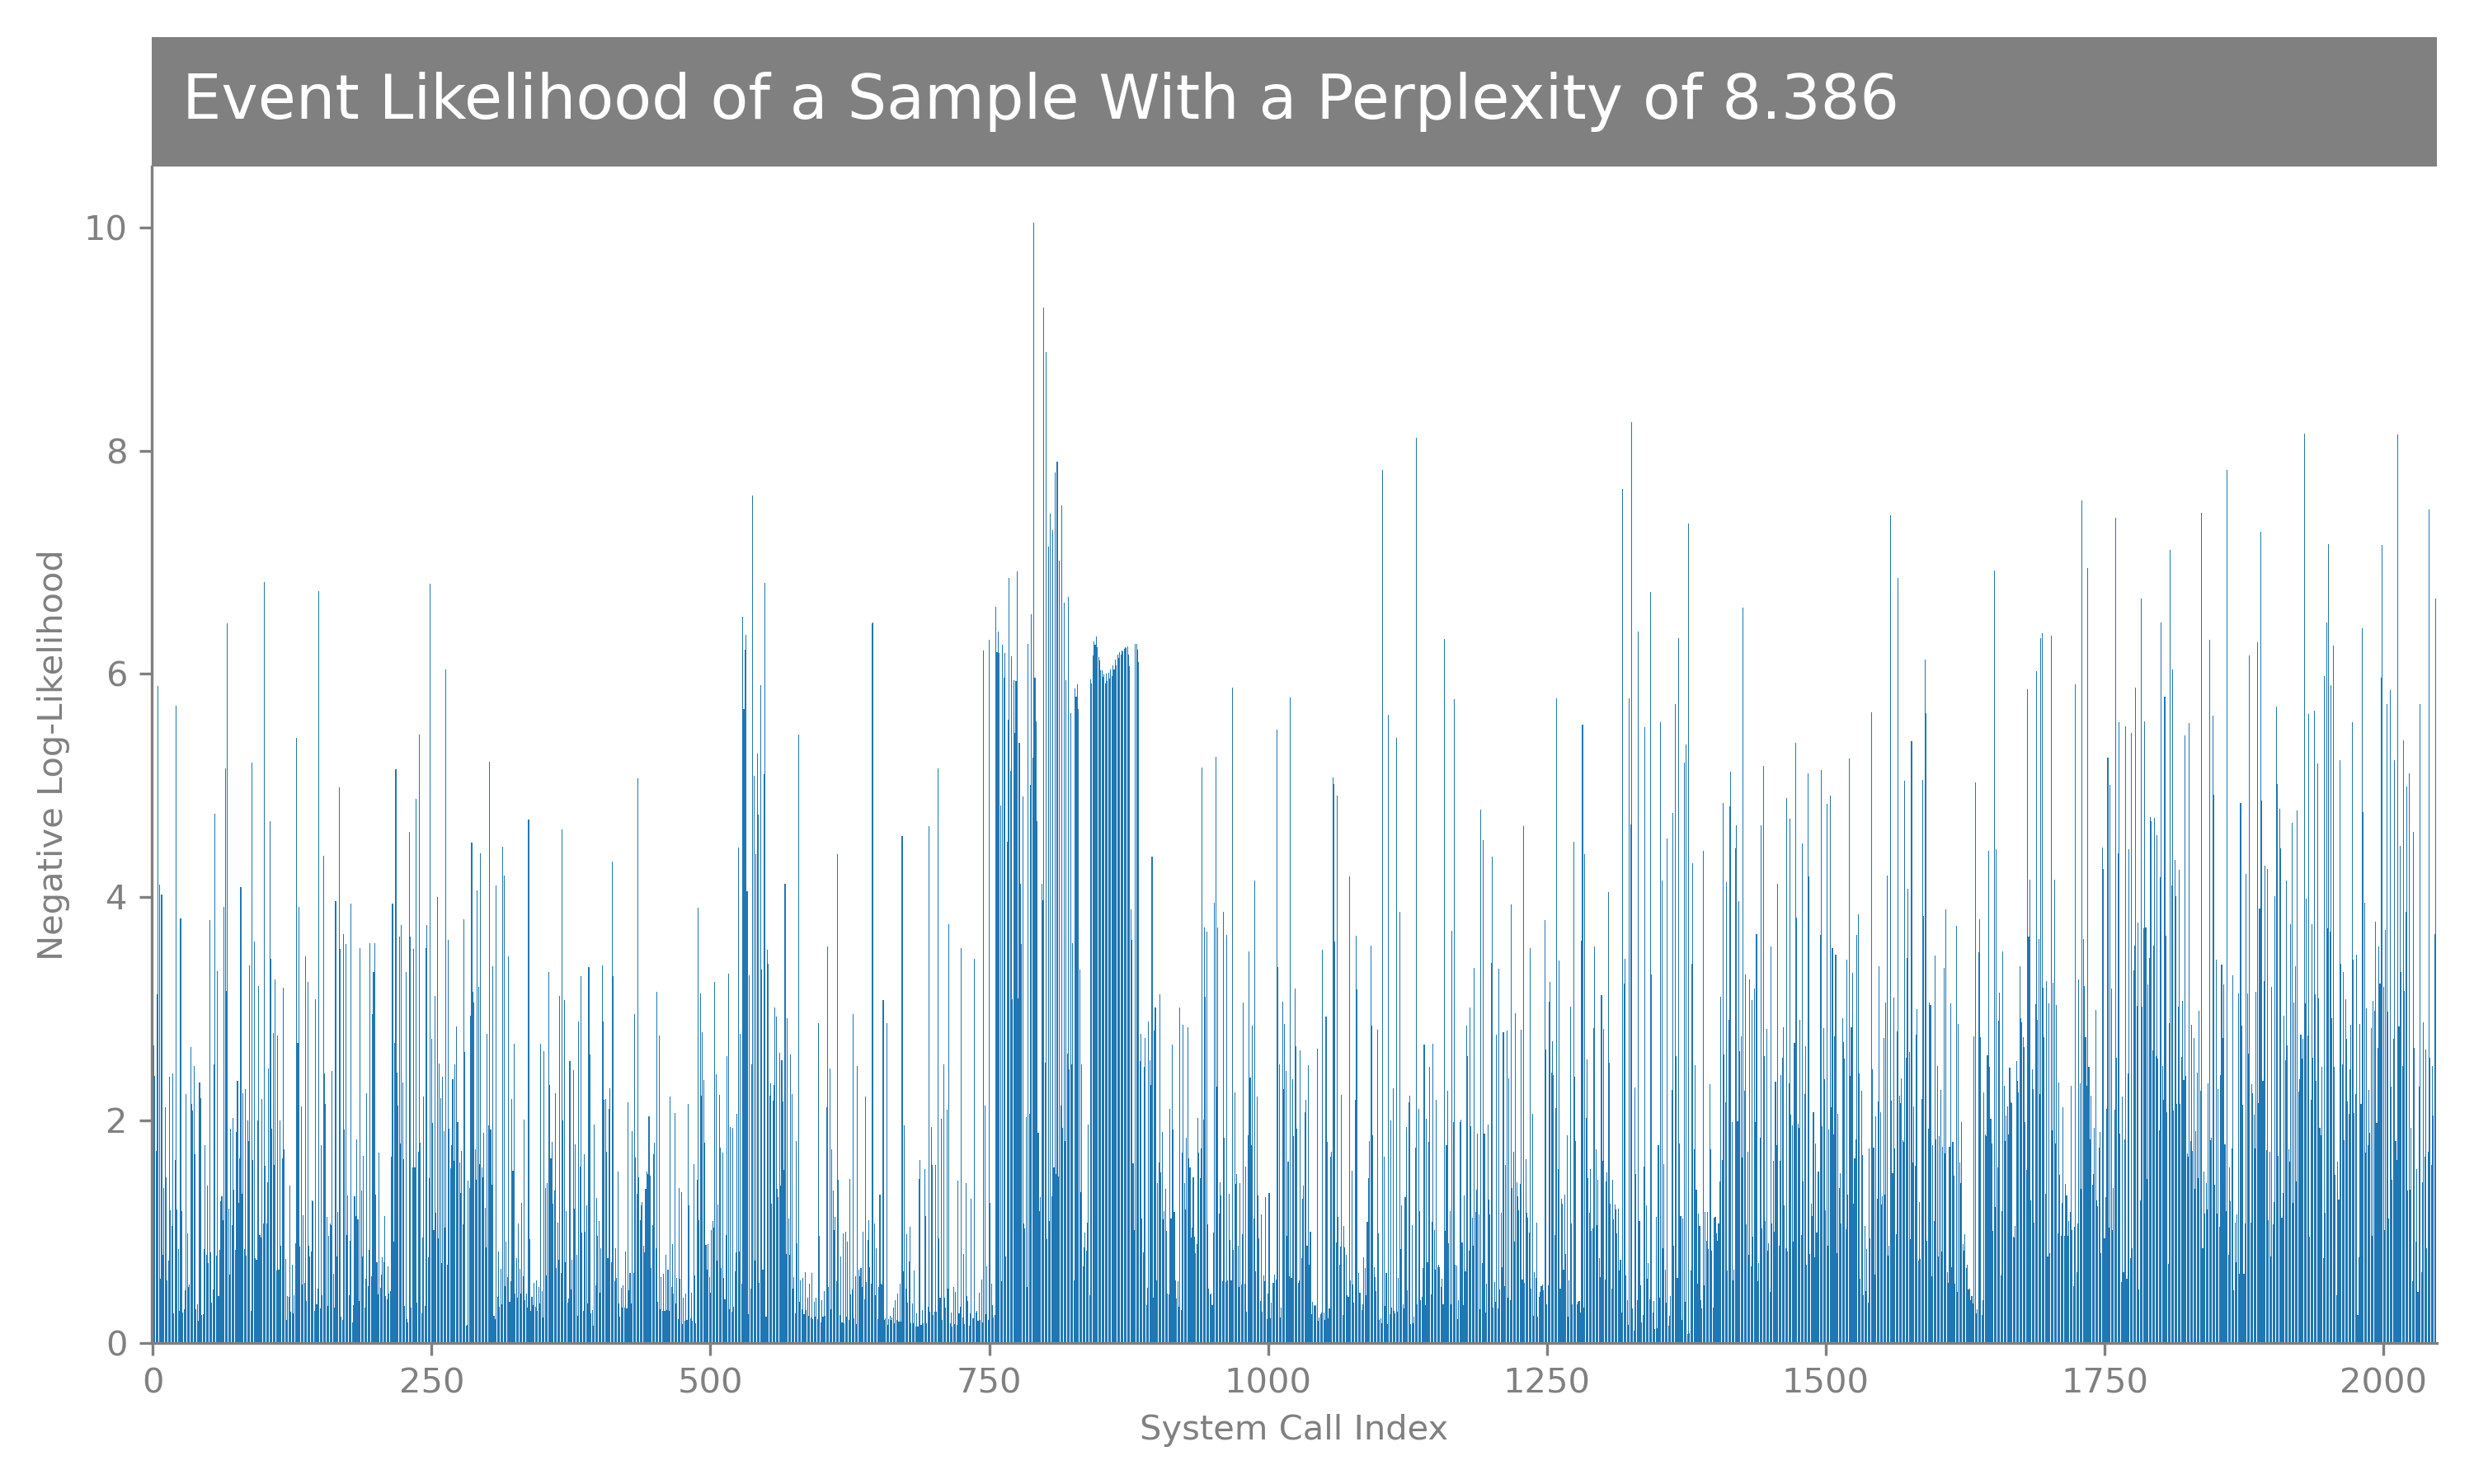 Event Likelihood of a Sample With a Perplexity of 8.386
10
8
6
4
2
0
Negative Log-Likelihood
0 250 500 750 1000 1250 1500 1750 2000
System Call Index